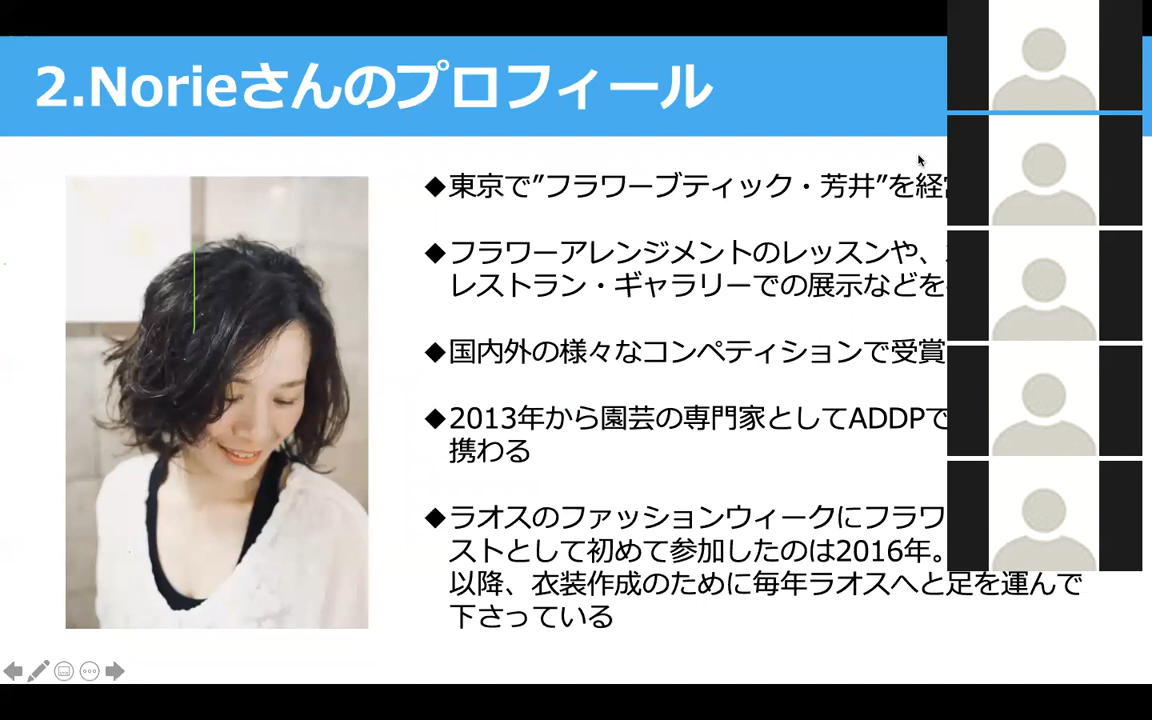 2.Norieさんのプロフィール
◆東京で”フラワーブティック・芳井”を経
◆フラワーアレンジメントのレッスンや、
レストラン・ギャラリーでの展示などを
◆国内外の様々なコンペティションで受賞
◆2013年から園芸の専門家としてADDPで
携わる
◆ラオスのファッションウィークにフラワ
ストとして初めて参加したのは2016年。
以降、衣装作成のために毎年ラオスへと足を運んで
下さっている